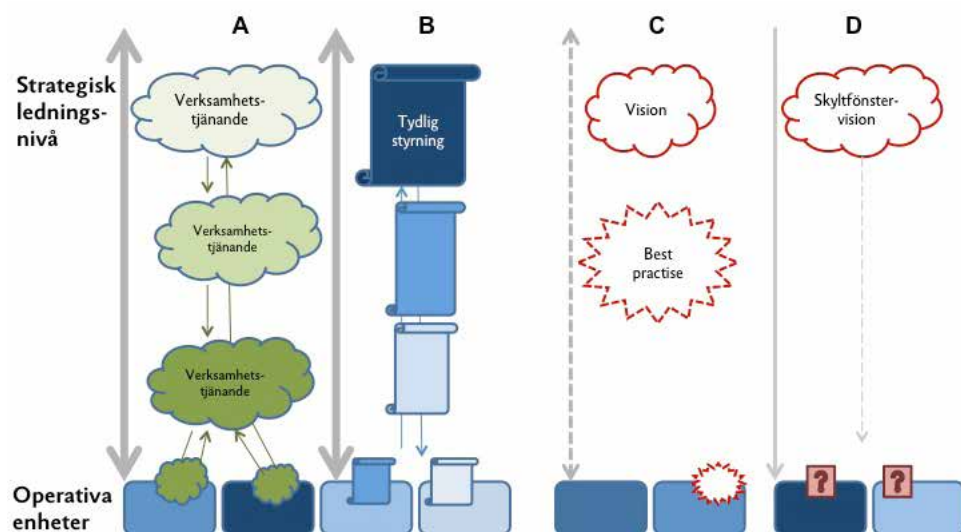 A
B
C
D
Strategisk
lednings-
nivå
Verksamhets-
tjänande
Tydlig
styrning
Vision
Skyltfönster-
vision
Verksamhets-
tjänande
Best
practise
Verksamhets-
tjänande
Operativa
enheter
?
?